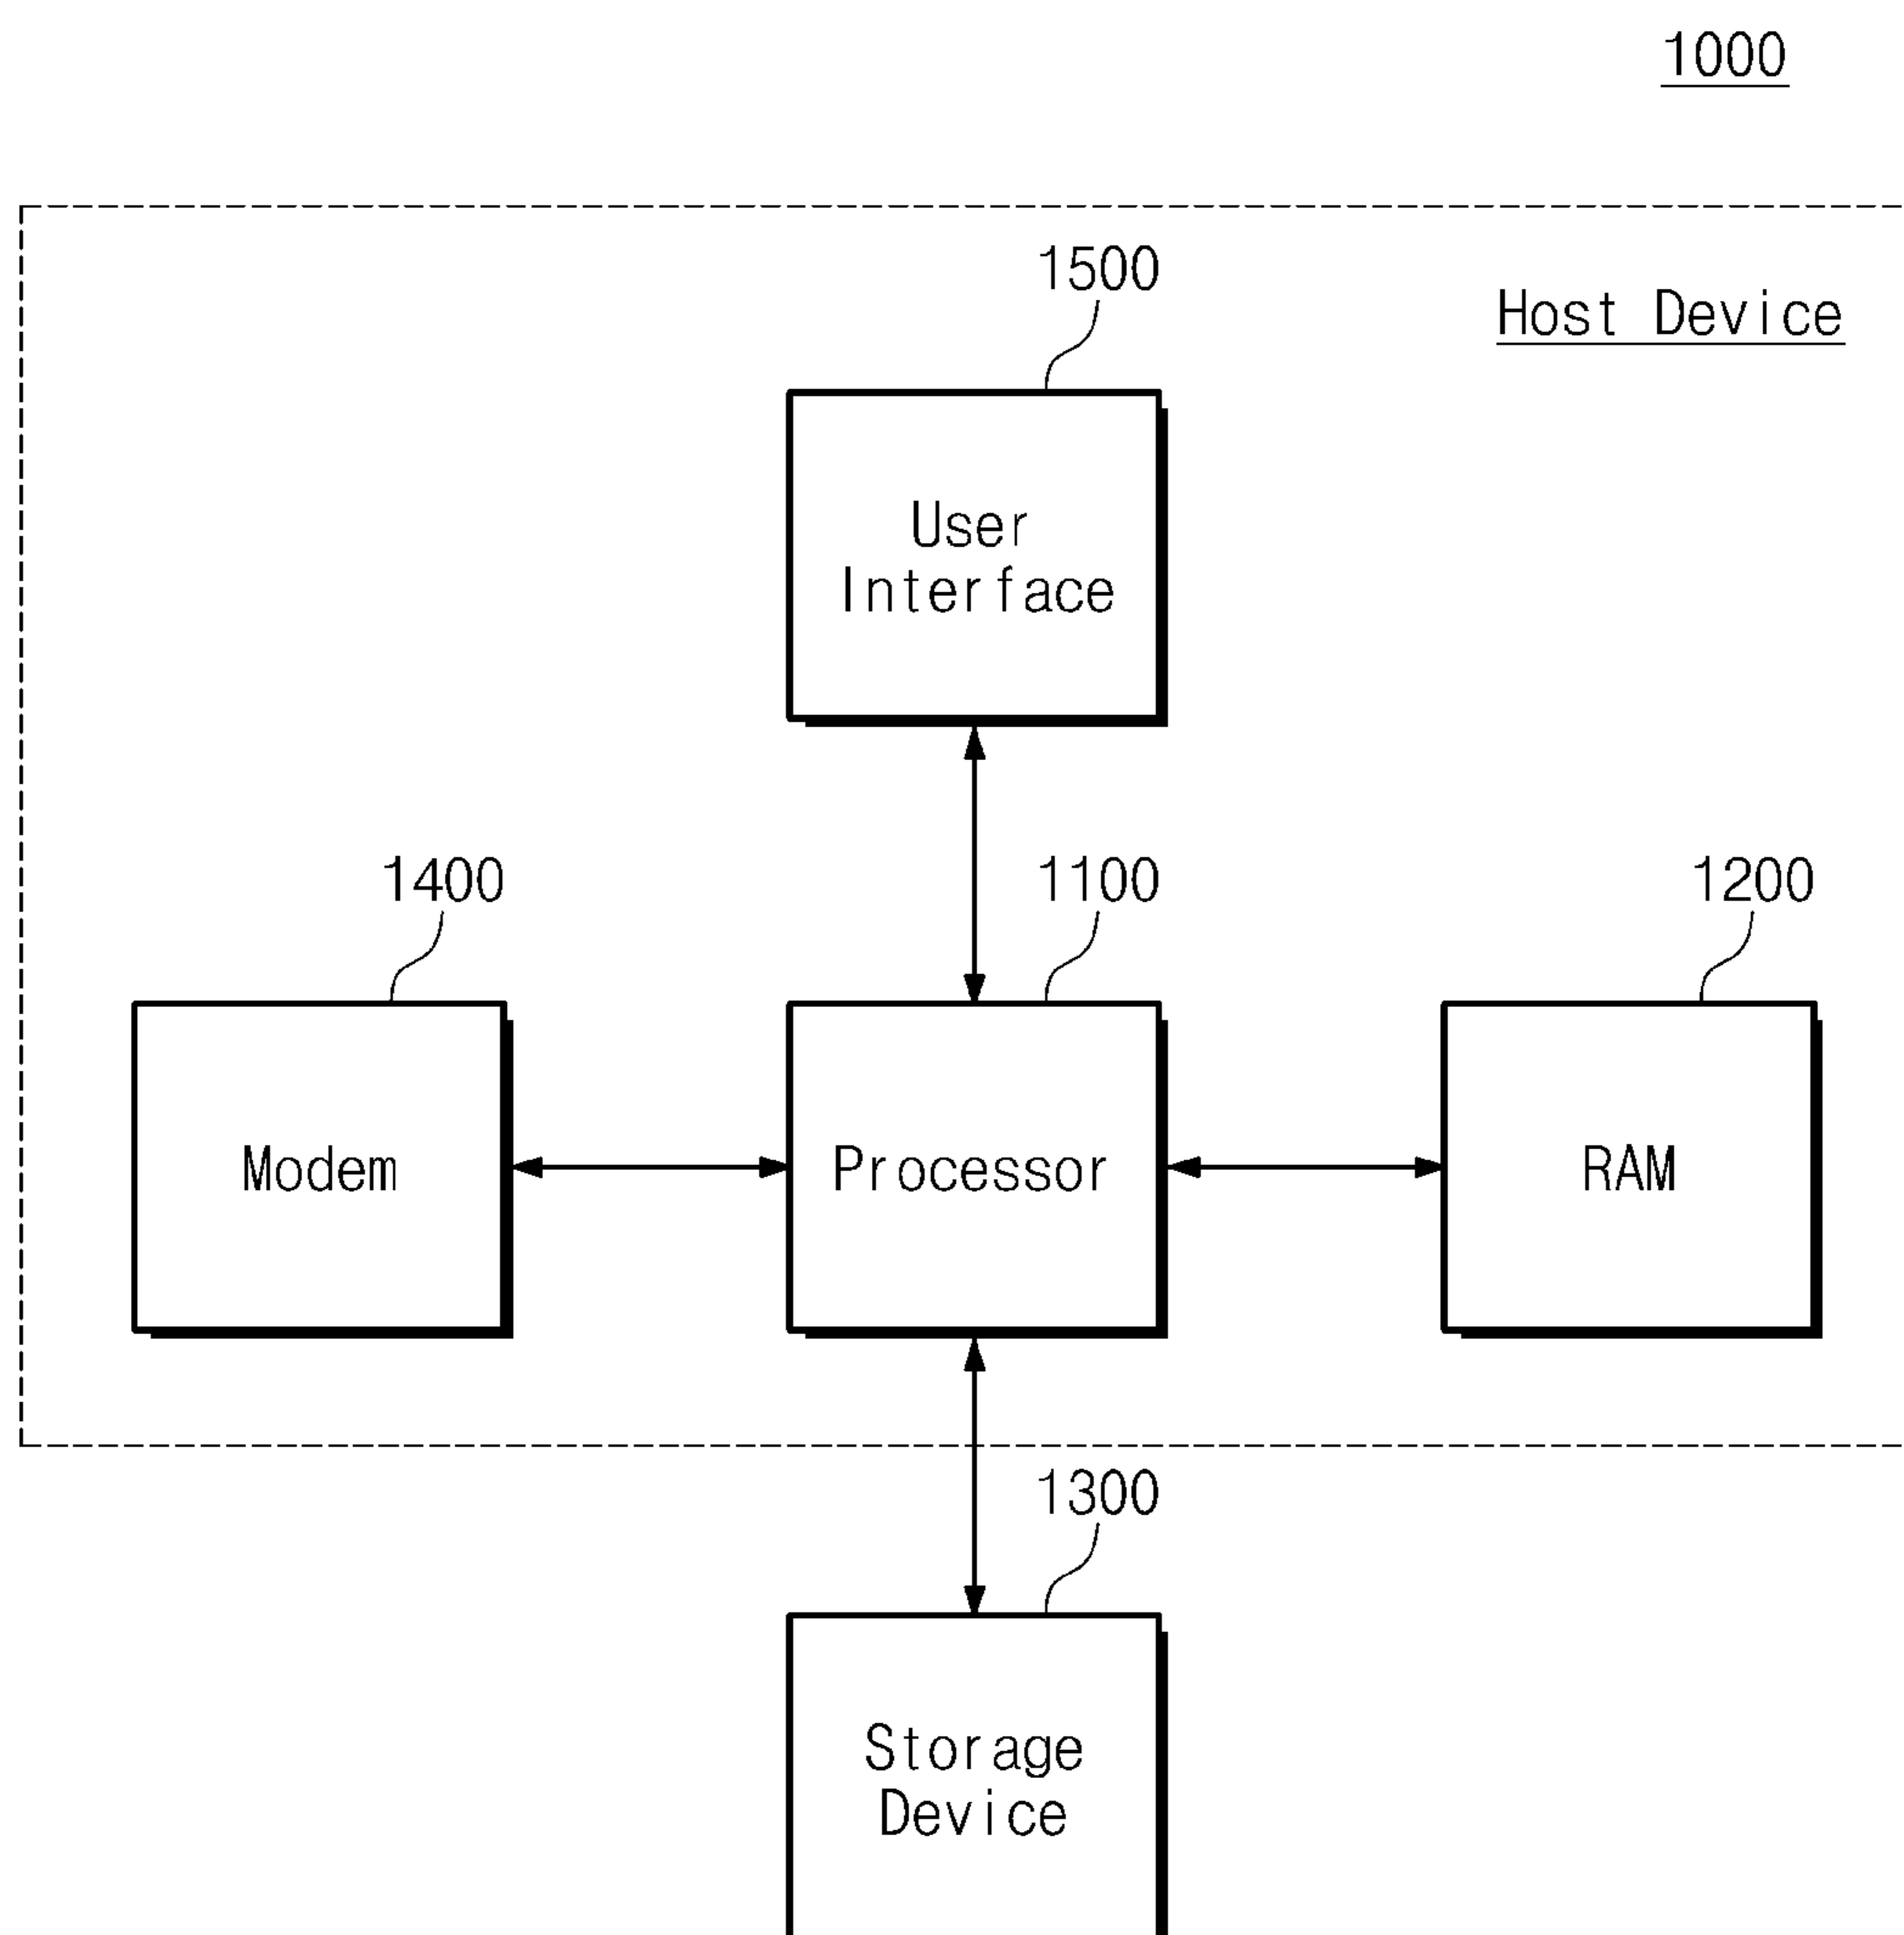 1000
1500
Host Device
User
Interface
1400
1100
1200
Modem
Processor
RAM
1300
Storage
Device